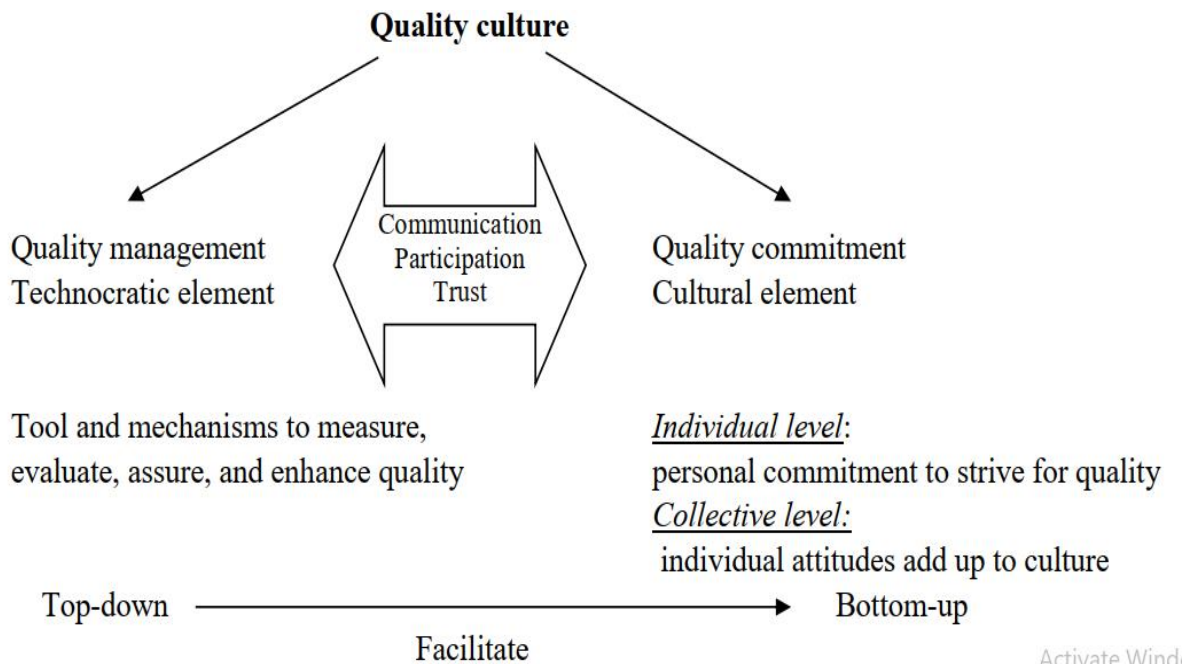 Quality culture
Communication
Participation
Trust
Quality management
Technocratic element
Quality commitment
Cultural element
Tool and mechanisms to measure,
evaluate, assure, and enhance quality
Individual level:
personal commitment to strive for quality
Collective level:
individual attitudes add up to culture
Top-down
Bottom-up
Facilitate
Activate